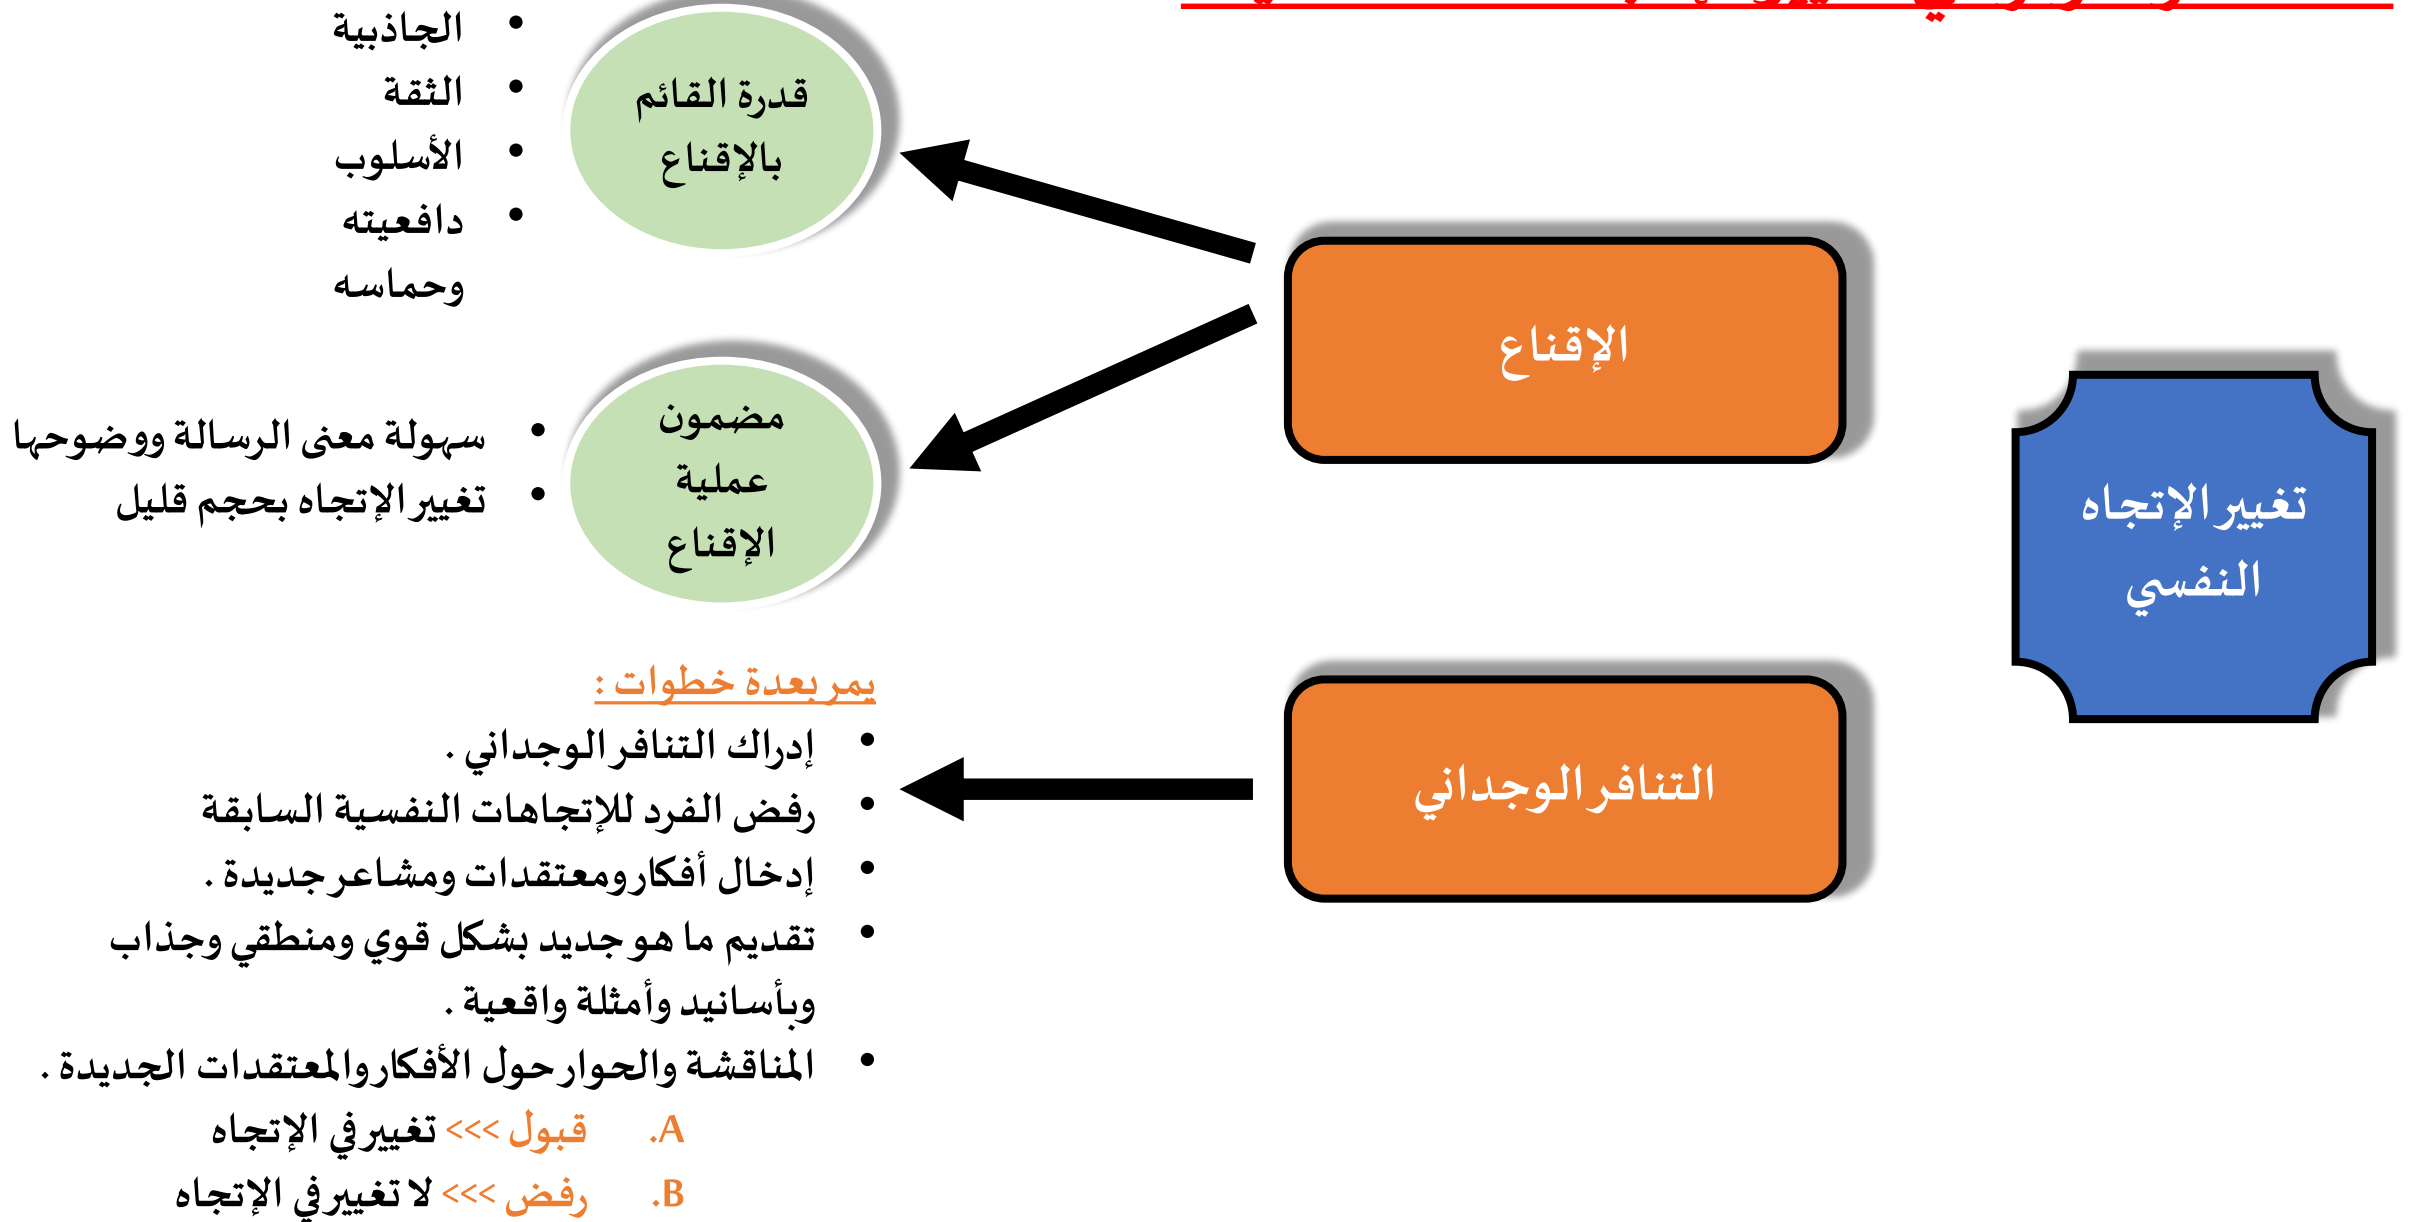 تغيير الإتجاه
النفسي
الإقناع
قدرة القائم
بالإقناع
• الجاذبية
• الثقة
• الأسلوب
• دافعيته
وحماسه
مضمون
عملية
الإقناع
• سهولة معنى الرسالة ووضوحها
• تغيير الإتجاه بحجم قليل
التنافر الوجداني
يمر بعدة خطوات :
• إدراك التنافر الوجداني .
• رفض الفرد للإتجاهات النفسية السابقة
• إدخال أفكار ومعتقدات ومشاعر جديدة .
• تقديم ما هو جديد بشكل قوي ومنطقي وجذاب
وبأسانيد وأمثلة واقعية .
• المناقشة والحوار حول الأفكار والمعتقدات الجديدة .
A. قبول >>> تغيير في الإتجاه
B. رفض >>> لا تغيير في الإتجاه